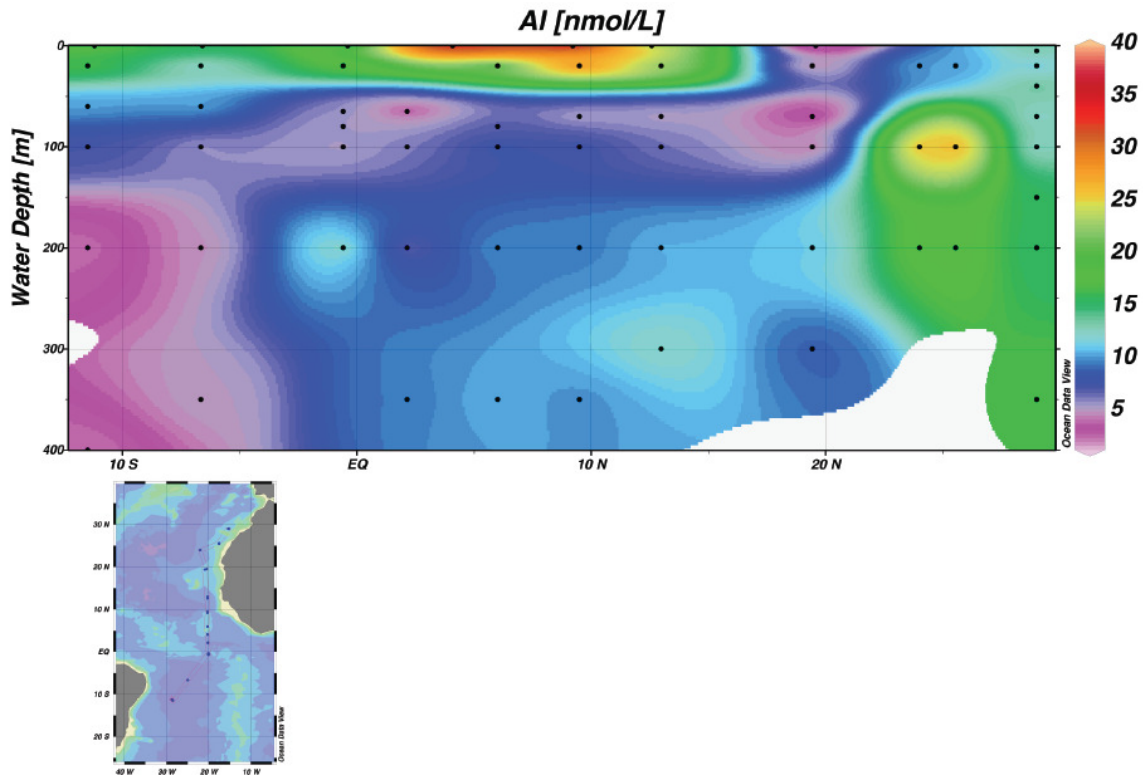 Al [nmol/L]
0
100
200
300
400
Water Depth [m]
10 S
EQ
10 N
20 N
Ocean Data View
40
35
30
25
20
15
10
5
30 N
20 N
10 N
EQ
10 S
20 S
40 W
30 W
20 W
10 W
Ocean Data View